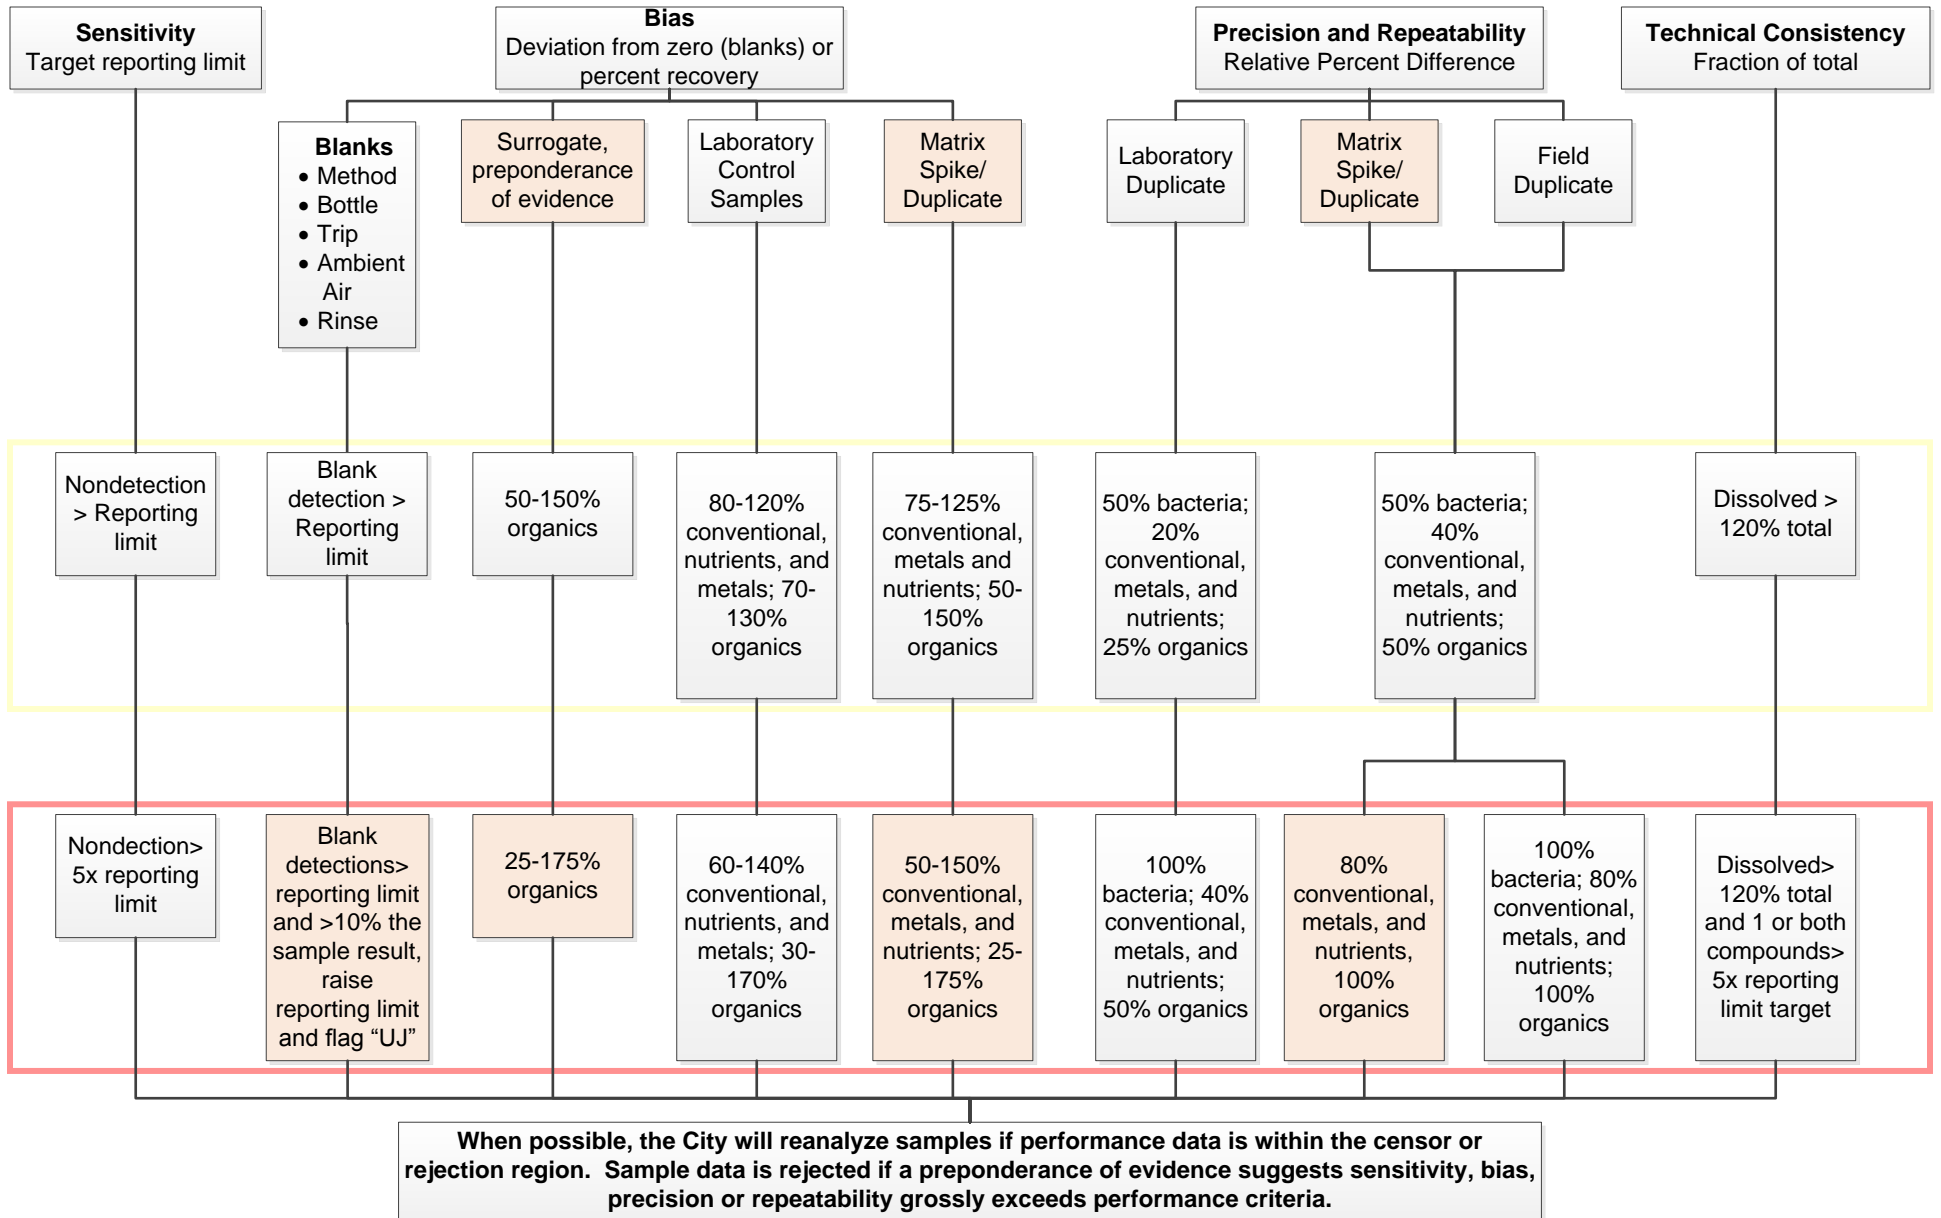 Sensitivity
Target reporting limit
Bias
Deviation from zero (blanks) or
percent recovery
Precision and Repeatability
Relative Percent Difference
Technical Consistency
Fraction of total
Blanks
• Method
• Bottle
• Trip
• Ambient
Air
• Rinse
Surrogate,
preponderance
of evidence
Laboratory
Control
Samples
Matrix
Spike/
Duplicate
Laboratory
Duplicate
Matrix
Spike/
Duplicate
Field
Duplicate
Nondetection
> Reporting
limit
Blank
detection >
Reporting
limit
50-150%
organics
80-120%
conventional,
nutrients, and
metals; 70-
130%
organics
75-125%
conventional,
metals and
nutrients; 50-
150%
organics
50% bacteria;
20%
conventional,
metals, and
nutrients;
25% organics
50% bacteria;
40%
conventional,
metals, and
nutrients;
50% organics
Dissolved >
120% total
Nondection>
5x reporting
limit
Blank
detections>
reporting limit
and >10% the
sample result,
raise
reporting limit
and flag “UJ”
25-175%
organics
60-140%
conventional,
nutrients, and
metals; 30-
170%
organics
50-150%
conventional,
metals, and
nutrients; 25-
175%
organics
100%
bacteria; 40%
conventional,
metals, and
nutrients;
50% organics
80%
conventional,
metals, and
nutrients,
100%
organics
100%
bacteria; 80%
conventional,
metals, and
nutrients;
100%
organics
Dissolved>
120% total
and 1 or both
compounds>
5x reporting
limit target
When possible, the City will reanalyze samples if performance data is within the censor or
rejection region.  Sample data is rejected if a preponderance of evidence suggests sensitivity, bias,
precision or repeatability grossly exceeds performance criteria.